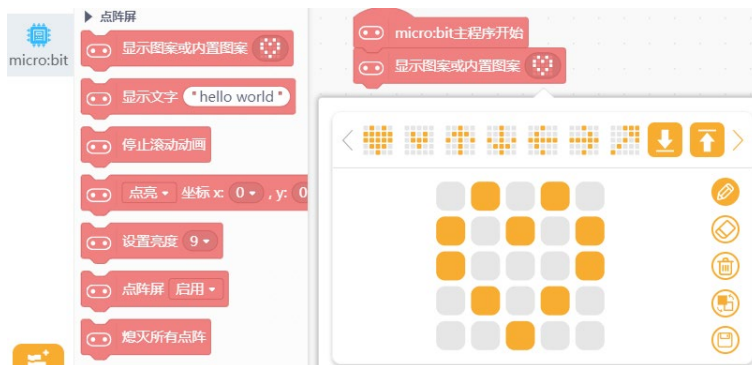 ▶ 点阵屏
micro:bit
显示图案或内置图案
显示文字 "hello world"
停止滚动动画
点亮 坐标 x: 0 , y: 0
设置亮度 9
点阵屏 启用
熄灭所有点阵
micro:bit主程序开始
显示图案或内置图案